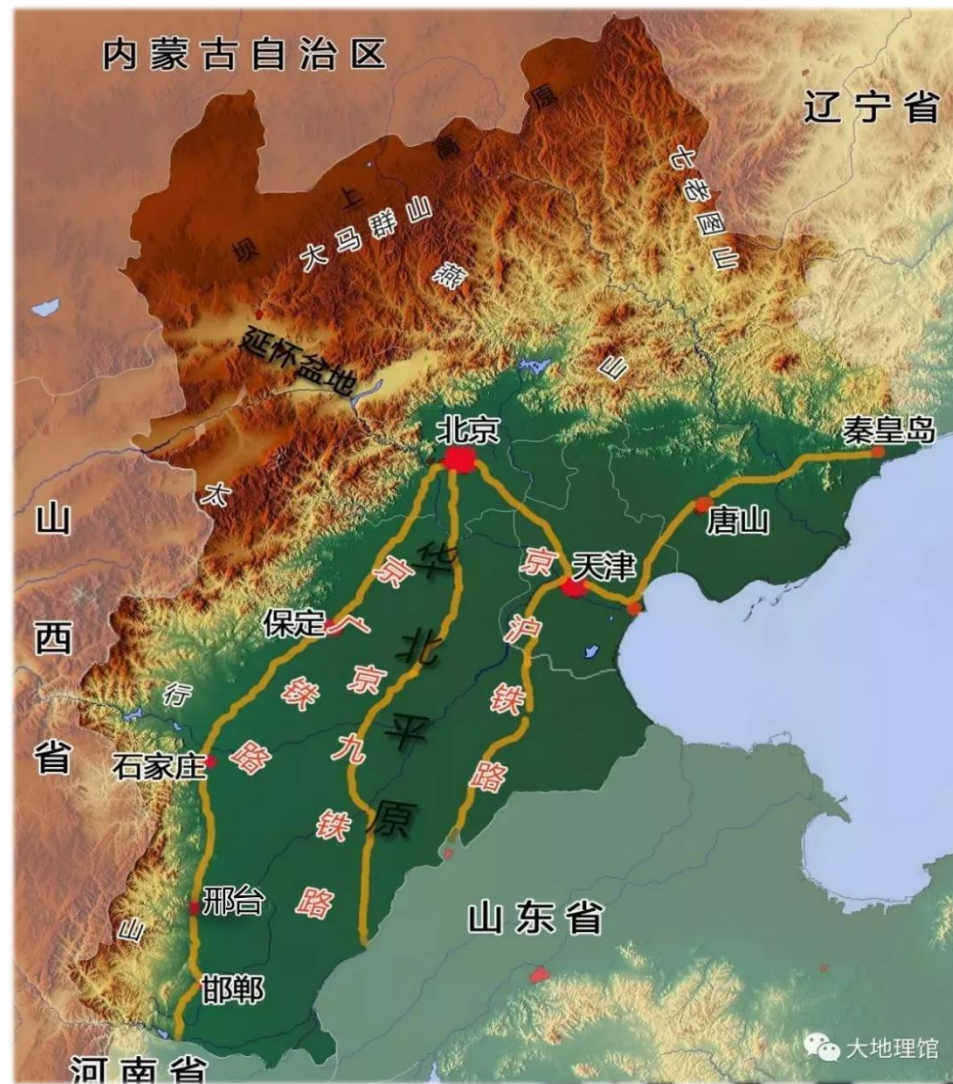 内蒙古自治区
辽宁省
坝上高原
大马群山
七老图山
燕山
延怀盆地
北京
秦皇岛
太行山
唐山
天津
华北平原
保定
京广铁路
京九铁路
京沪铁路
山西省
石家庄
邢台
邯郸
山东省
河南省
大地理馆